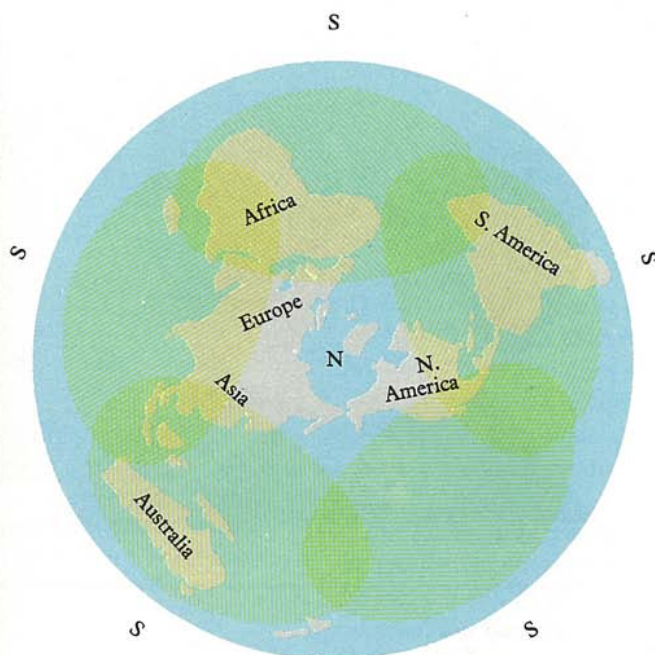 S
Africa
S. America
S
S
Europe
N
N.
America
Asia
Australia
S
S